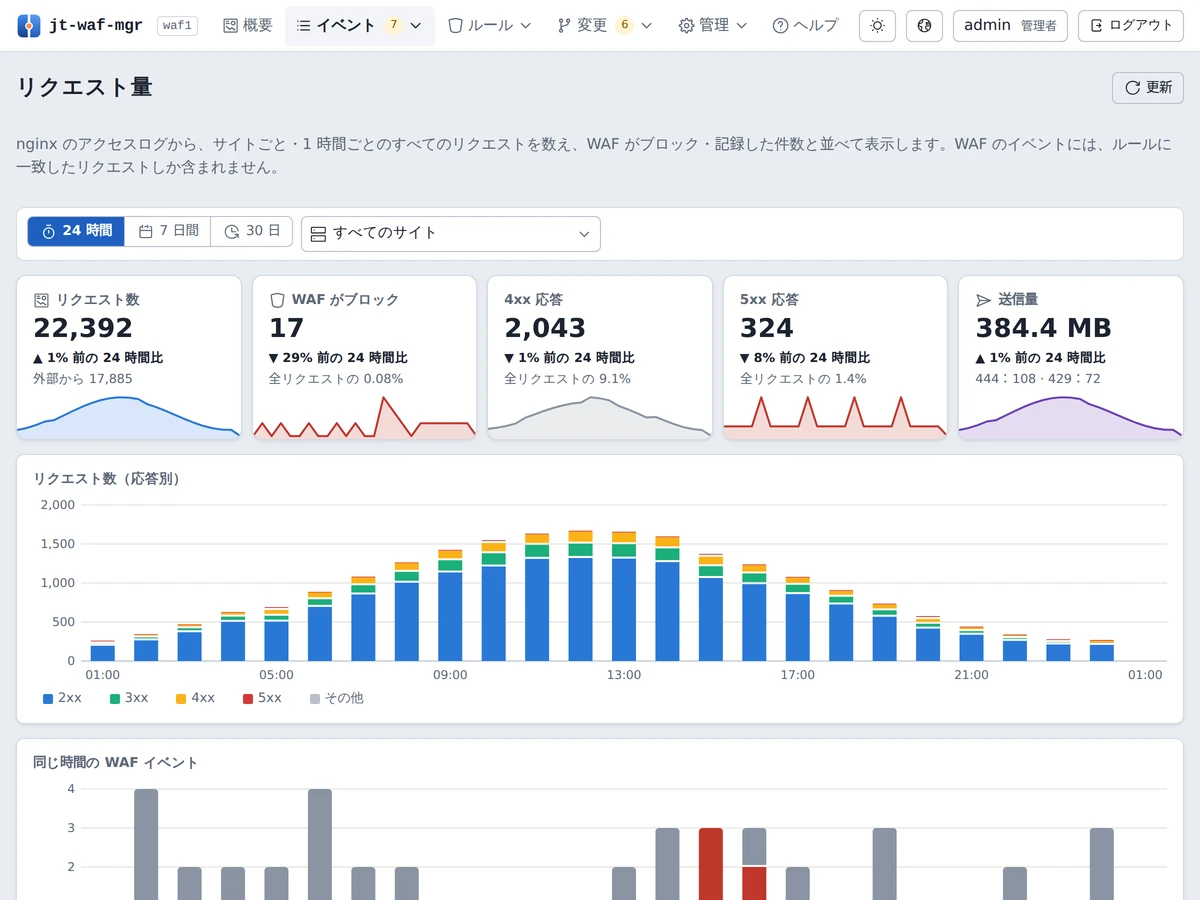 jt-waf-mgr waf1 概要 イベント 7 ルール 変更 6 管理 ヘルプ admin 管理者 ログアウト
リクエスト量 更新
nginx のアクセスログから、サイトごと・1 時間ごとのすべてのリクエストを数え、WAF がブロック・記録した件数と並べて表示します。WAF のイベントには、ルールに
一致したリクエストしか含まれません。
24 時間 7 日間 30 日 すべてのサイト
リクエスト数
22,392
▲ 1% 前の 24 時間比
外部から 17,885
WAF がブロック
17
▼ 29% 前の 24 時間比
全リクエストの 0.08%
4xx 応答
2,043
▼ 1% 前の 24 時間比
全リクエストの 9.1%
5xx 応答
324
▼ 8% 前の 24 時間比
全リクエストの 1.4%
送信量
384.4 MB
▲ 1% 前の 24 時間比
444：108 · 429：72
リクエスト数（応答別）
2,000
1,500
1,000
500
0
01:00 05:00 09:00 13:00 17:00 21:00 01:00
2xx 3xx 4xx 5xx その他
同じ時間の WAF イベント
4
3
2